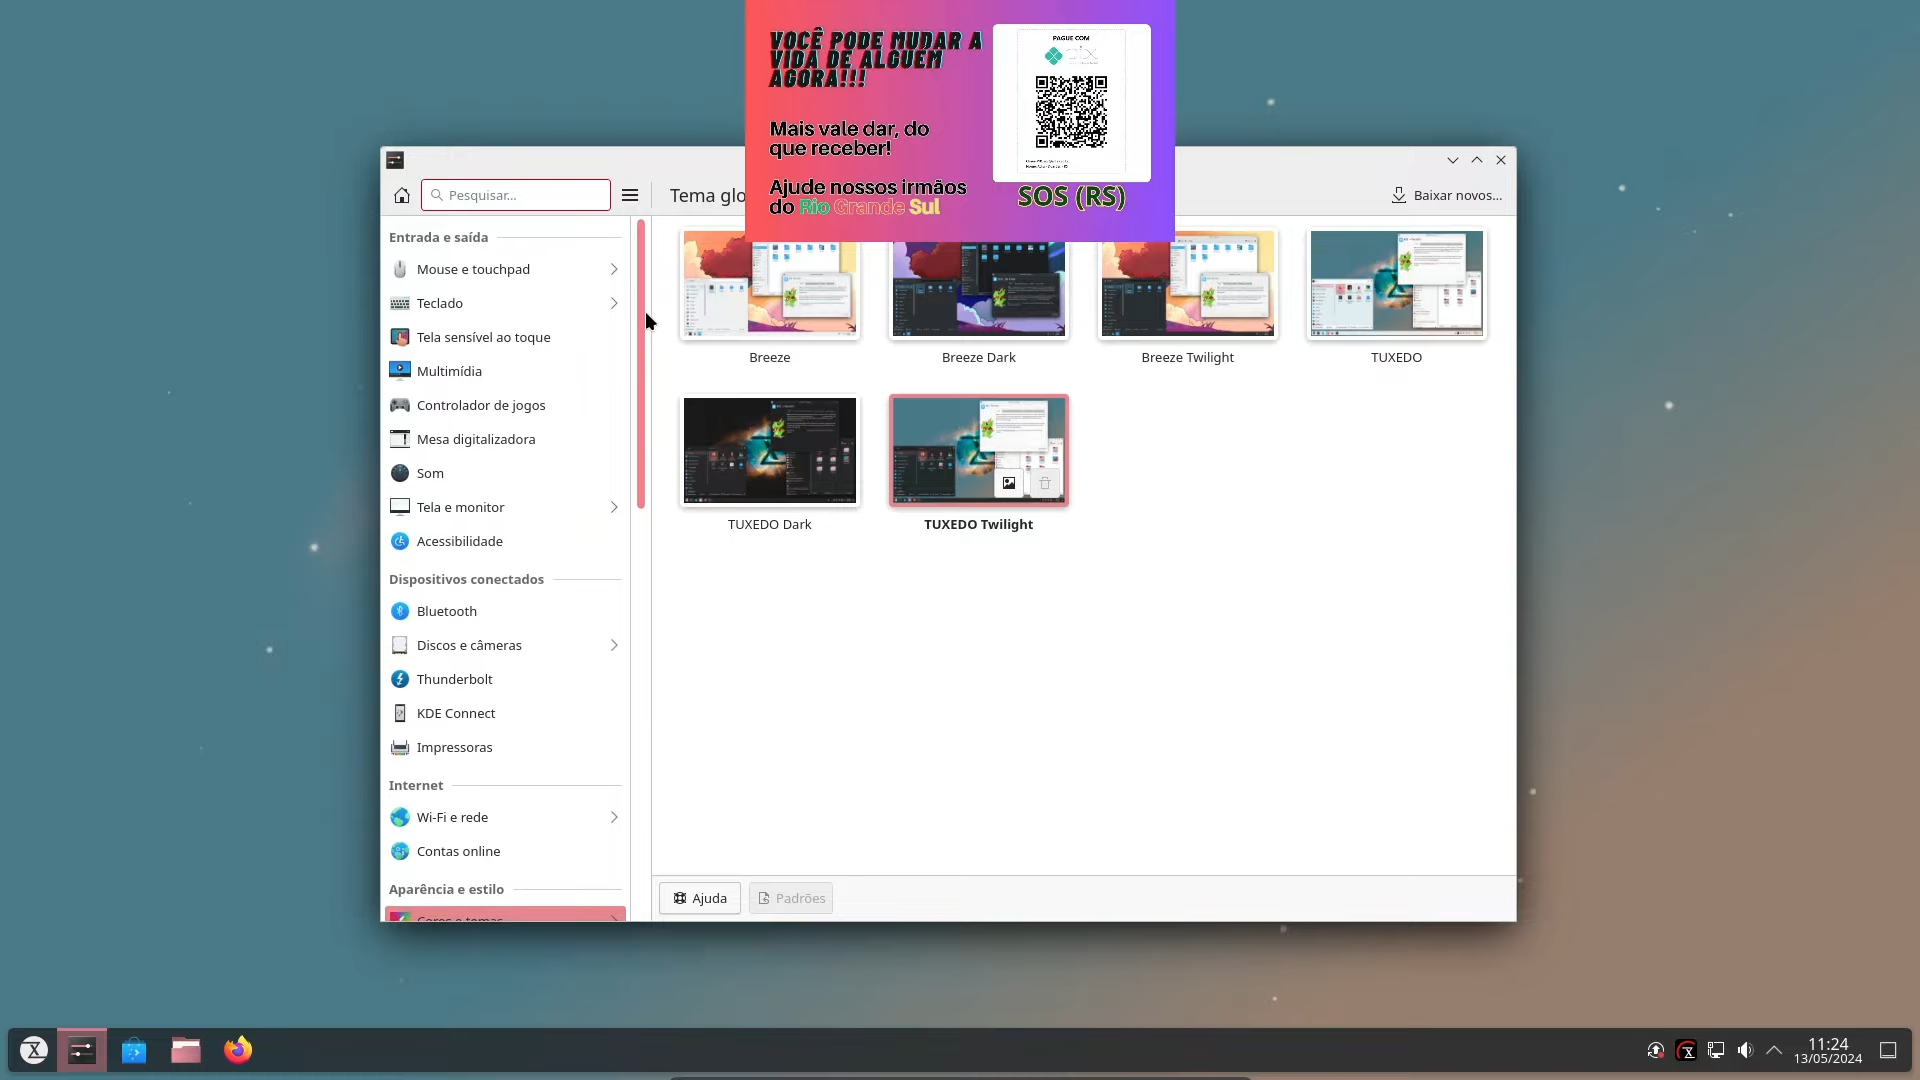 VOCÊ PODE MUDAR A
VIDA DE ALGUEM
AGORA!!!
Mais vale dar, do
que receber!
Ajude nossos irmãos
do Rio Grande Sul
PAGUE COM
pix
SOS (RS)
Pesquisar...
Tema glo
Baixar novos...
Entrada e saída
Mouse e touchpad
Teclado
Tela sensível ao toque
Multimídia
Controlador de jogos
Mesa digitalizadora
Som
Tela e monitor
Acessibilidade
Dispositivos conectados
Bluetooth
Discos e câmeras
Thunderbolt
KDE Connect
Impressoras
Internet
Wi-Fi e rede
Contas online
Aparência e estilo
Cores e temas
Breeze
Breeze Dark
Breeze Twilight
TUXEDO
TUXEDO Dark
TUXEDO Twilight
Ajuda
Padrões
11:24
13/05/2024